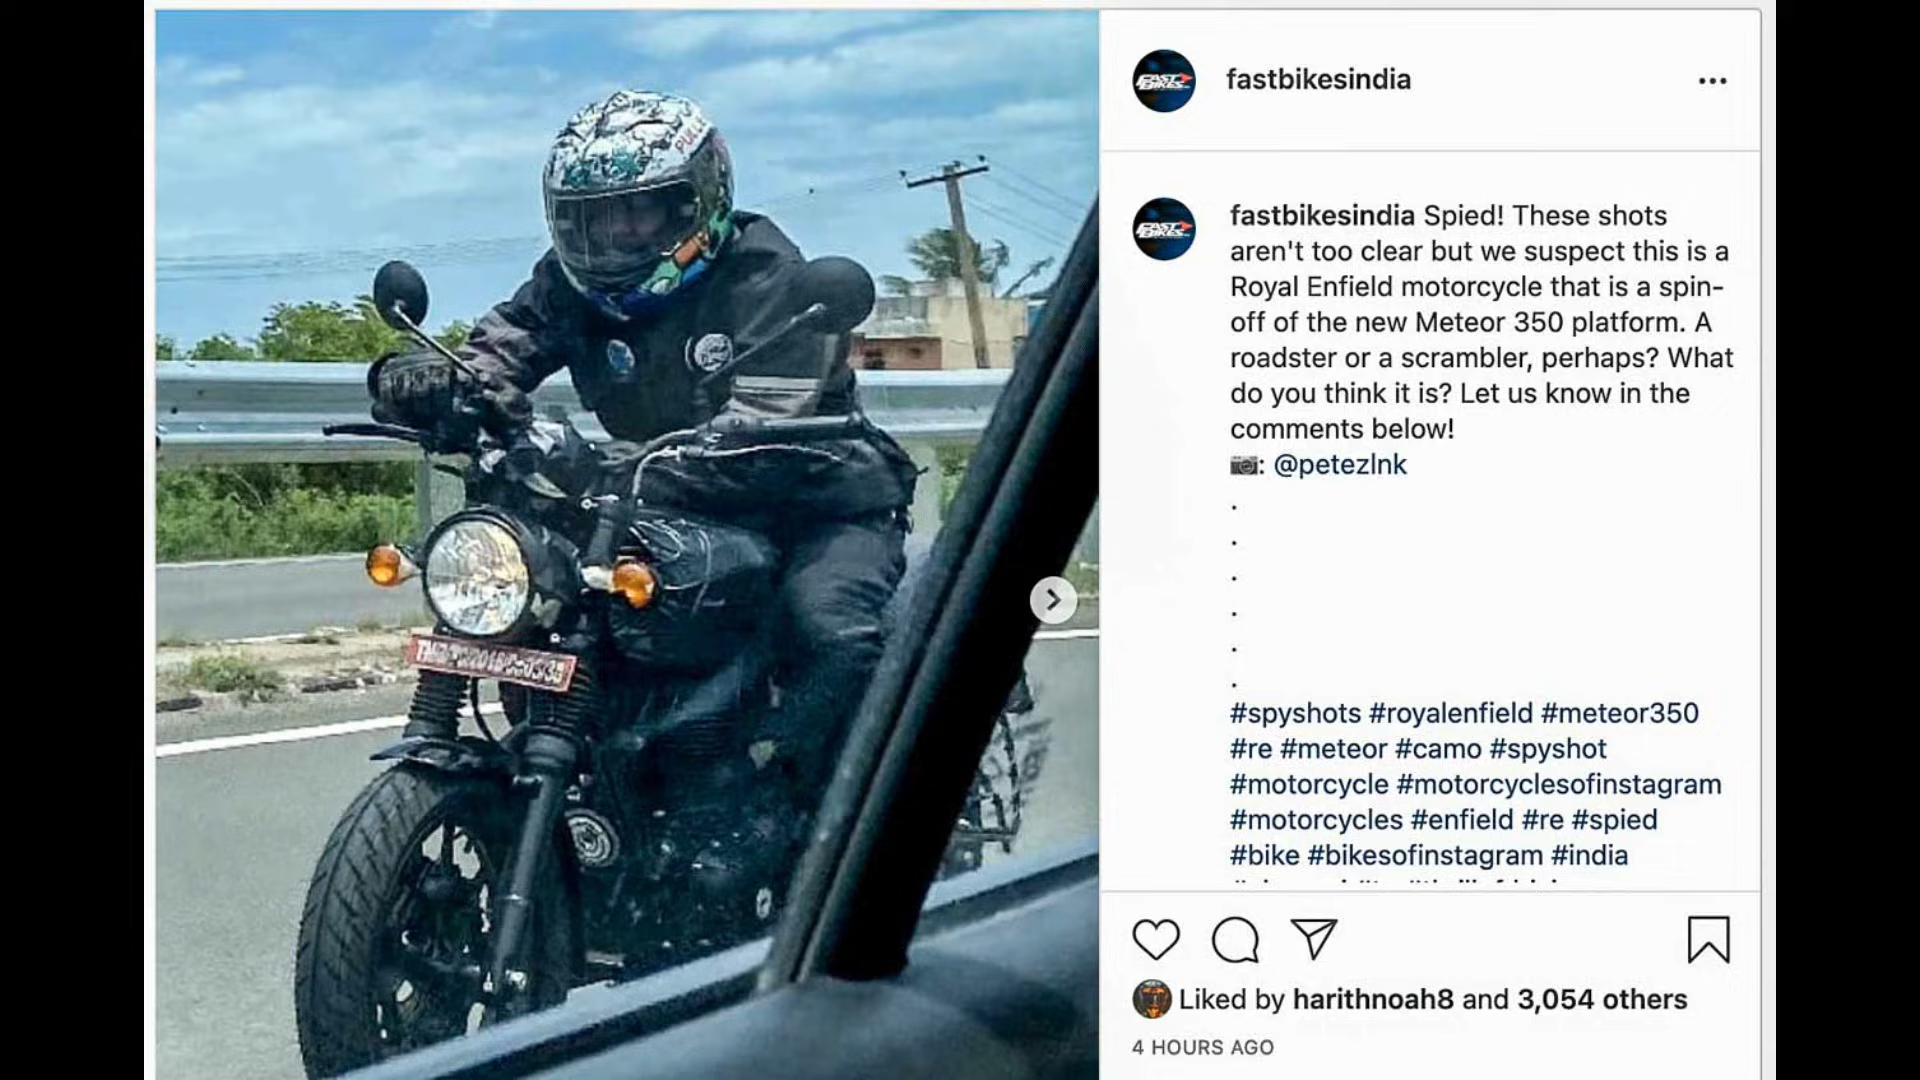 fastbikesindia
FAST
BIKES
fastbikesindia Spied! These shots
aren't too clear but we suspect this is a
Royal Enfield motorcycle that is a spin-
off of the new Meteor 350 platform. A
roadster or a scrambler, perhaps? What
do you think it is? Let us know in the
comments below!
📷: @petezlnk
.
.
.
.
.
.
#spyshots #royalenfield #meteor350
#re #meteor #camo #spyshot
#motorcycle #motorcyclesofinstagram
#motorcycles #enfield #re #spied
#bike #bikesofinstagram #india
Liked by harithnoah8 and 3,054 others
4 HOURS AGO